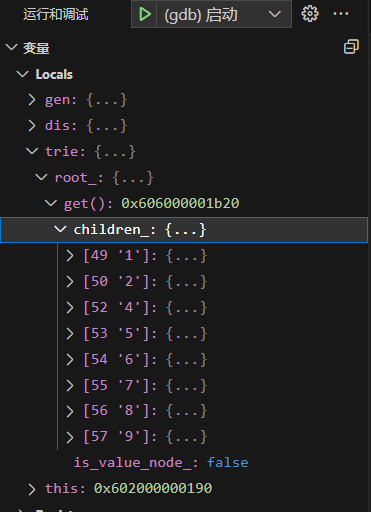 运行和调试 (gdb) 启动 ...
变量
Locals
gen: {...}
dis: {...}
trie: {...}
root_: {...}
get(): 0x606000001b20
children_: {...}
[49 '1']: {...}
[50 '2']: {...}
[52 '4']: {...}
[53 '5']: {...}
[54 '6']: {...}
[55 '7']: {...}
[56 '8']: {...}
[57 '9']: {...}
is_value_node_: false
this: 0x602000000190